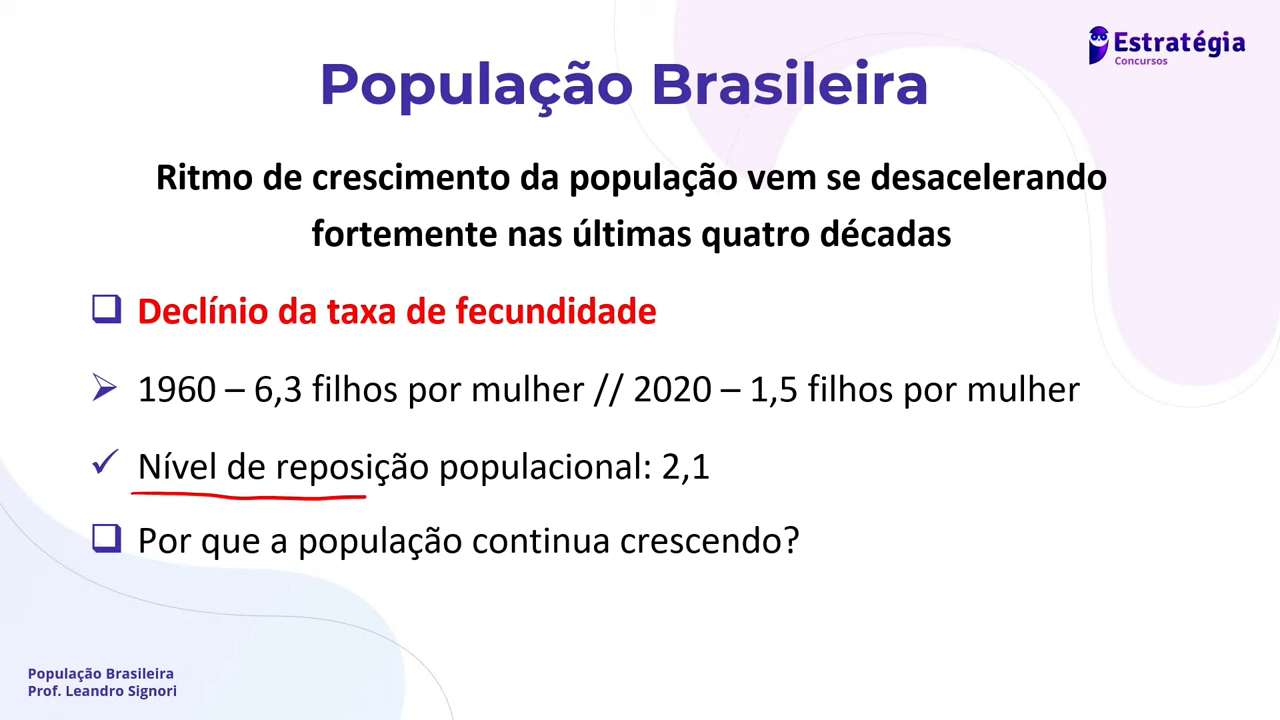 Estratégia
Concursos
População Brasileira
Ritmo de crescimento da população vem se desacelerando
fortemente nas últimas quatro décadas
Declínio da taxa de fecundidade
1960 – 6,3 filhos por mulher // 2020 – 1,5 filhos por mulher
Nível de reposição populacional: 2,1
Por que a população continua crescendo?
População Brasileira
Prof. Leandro Signori